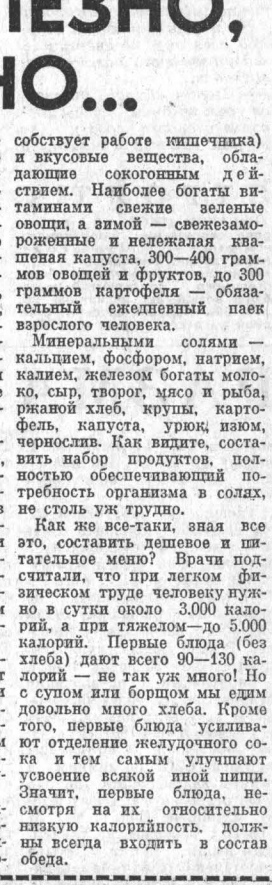 ЛЕЗНО,
НО...
собствует работе кишечника)
и вкусовые вещества, обла-
дающие сокогонным дей-
ствием. Наиболее богаты ви-
таминами свежие зеленые
овощи, а зимой — свежезамо-
роженные и нележалая ква-
шеная капуста, 300—400 грам-
мов овощей и фруктов, до 300
граммов картофеля — обяза-
тельный ежедневный паек
взрослого человека.
Минеральными солями —
кальцием, фосфором, натрием,
калием, железом богаты моло-
ко, сыр, творог, мясо и рыба,
ржаной хлеб, крупы, карто-
фель, капуста, урюк, изюм,
чернослив. Как видите, соста-
вить набор продуктов, пол-
ностью обеспечивающий по-
требность организма в солях,
не столь уж трудно.
Как же все-таки, зная все
это, составить дешевое и пи-
тательное меню? Врачи под-
считали, что при легком фи-
зическом труде человеку нуж-
но в сутки около 3.000 кало-
рий, а при тяжелом—до 5.000
калорий. Первые блюда (без
хлеба) дают всего 90—130 ка-
лорий — не так уж много! Но
с супом или борщом мы едим
довольно много хлеба. Кроме
того, первые блюда усилива-
ют отделение желудочного со-
ка и тем самым улучшают
усвоение всякой иной пищи.
Значит, первые блюда, не-
смотря на их относительно
низкую калорийность, долж-
ны всегда входить в состав
обеда.